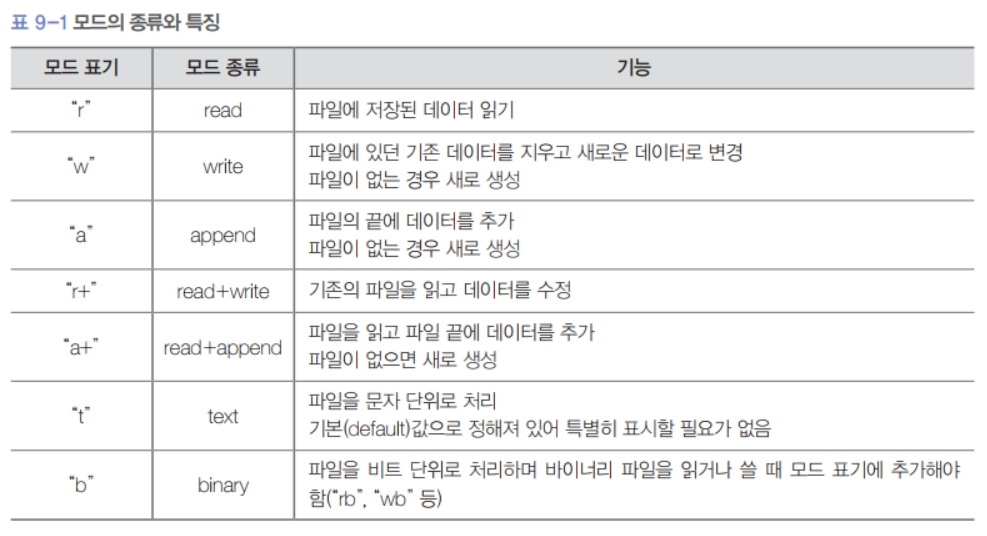 표 9-1 모드의 종류와 특징
모드 표기 모드 종류 기능
“r” read 파일에 저장된 데이터 읽기
“w” write 파일에 있던 기존 데이터를 지우고 새로운 데이터로 변경
파일이 없는 경우 새로 생성
“a” append 파일의 끝에 데이터를 추가
파일이 없는 경우 새로 생성
“r+” read+write 기존의 파일을 읽고 데이터를 수정
“a+” read+append 파일을 읽고 파일 끝에 데이터를 추가
파일이 없으면 새로 생성
“t” text 파일을 문자 단위로 처리
기본(default)값으로 정해져 있어 특별히 표시할 필요가 없음
“b” binary 파일을 비트 단위로 처리하며 바이너리 파일을 읽거나 쓸 때 모드 표기에 추가해야
함(“rb”, “wb” 등)